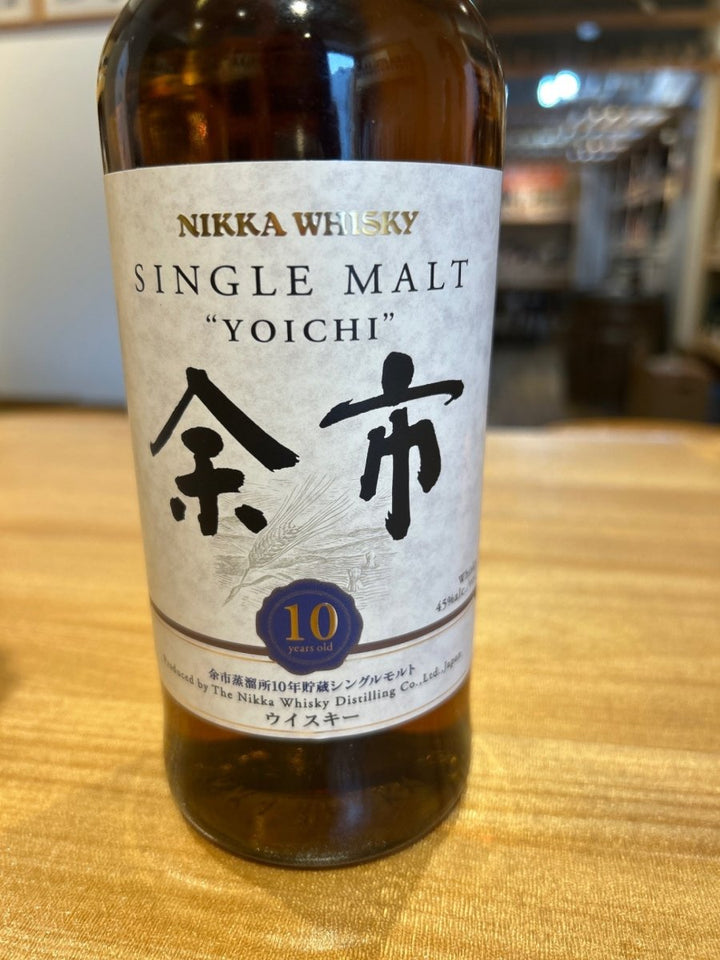 NIKKA WHISKY
SINGLE MALT
“YOICHI”
余市
45%alc.
10
years old
余市蒸溜所10年貯蔵シングルモルト
Produced by The Nikka Whisky Distilling Co.,Ltd.,Japan
ウイスキー